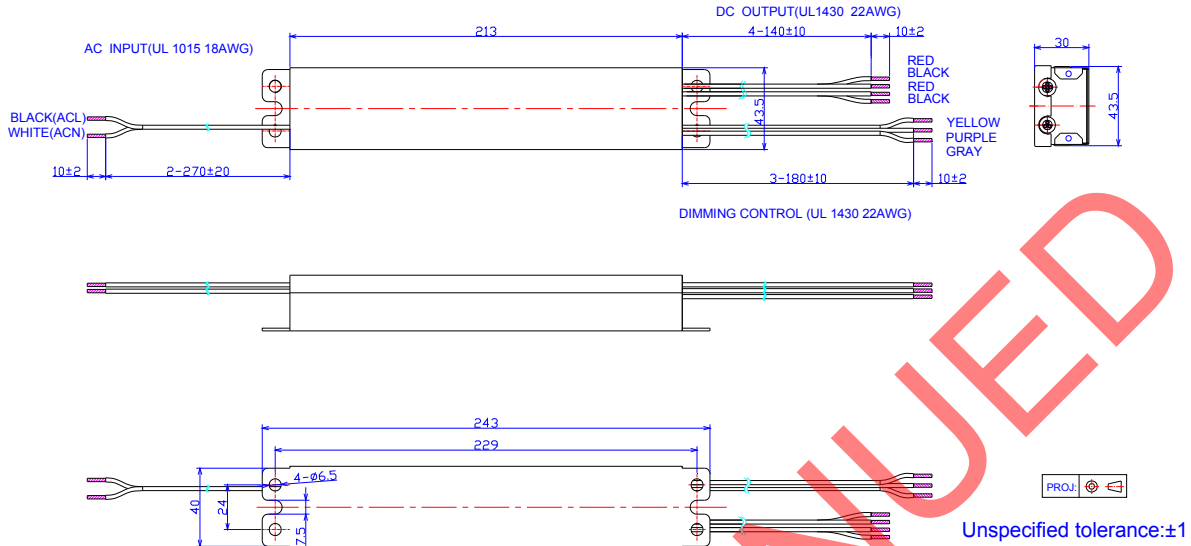 DC OUTPUT(UL1430 22AWG)
213
4-140±10
10±2
AC INPUT(UL 1015 18AWG)
30
RED
BLACK
RED
BLACK
43.5
43.5
BLACK(ACL)
WHITE(ACN)
YELLOW
PURPLE
GRAY
10±2
2-270±20
3-180±10
10±2
DIMMING CONTROL (UL 1430 22AWG)
243
229
4-Ø6.5
40
24
7.5
PROJ:
Unspecified tolerance:±1
NUED